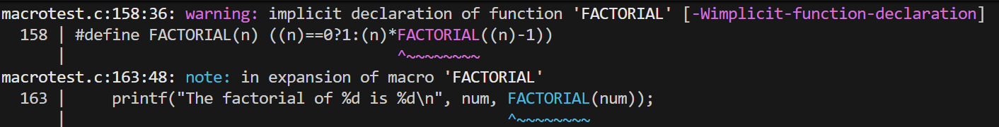 macrotest.c:158:36: warning: implicit declaration of function 'FACTORIAL' [-Wimplicit-function-declaration]
  158 | #define FACTORIAL(n) ((n)==0?1:(n)*FACTORIAL((n)-1))
      |                                    ^~~~~~~~~
macrotest.c:163:48: note: in expansion of macro 'FACTORIAL'
  163 |     printf("The factorial of %d is %d\n", num, FACTORIAL(num));
      |                                                ^~~~~~~~~